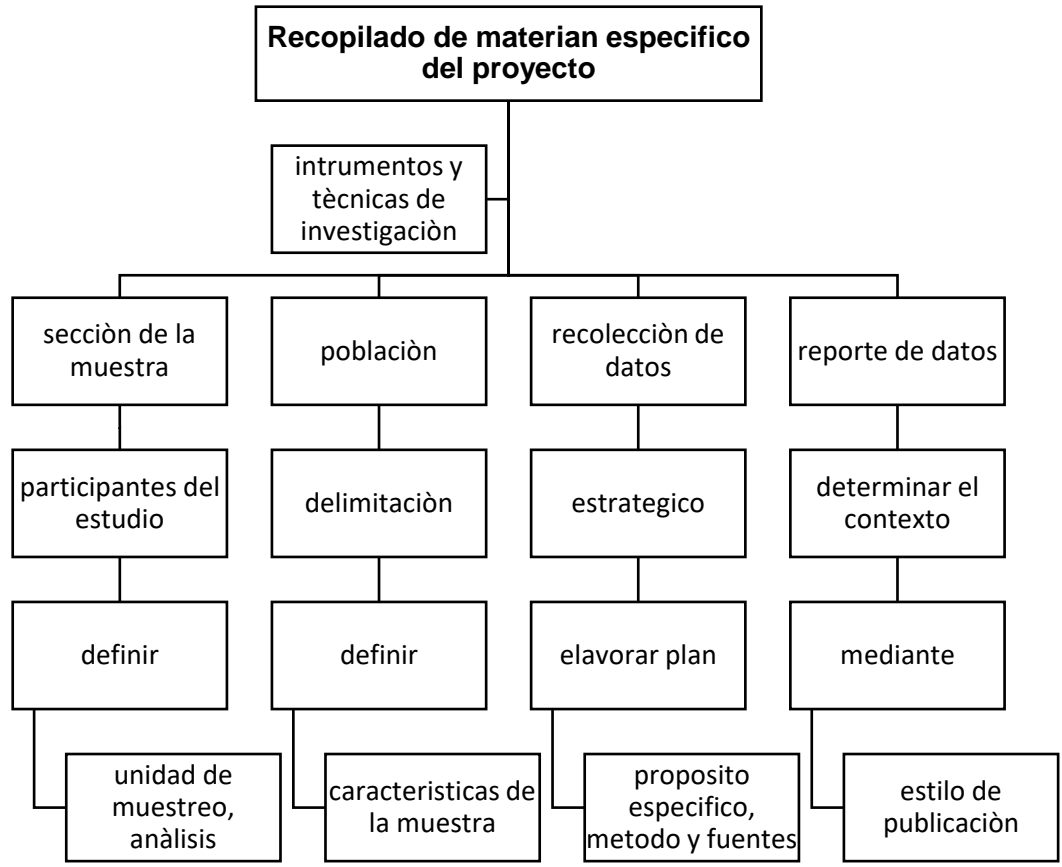 Recopilado de materian especifico
del proyecto
intrumentos y
tècnicas de
investigaciòn
secciòn de la
muestra
poblaciòn
recolecciòn de
datos
reporte de datos
participantes del
estudio
delimitaciòn
estrategico
determinar el
contexto
definir
definir
elavorar plan
mediante
unidad de
muestreo,
anàlisis
caracteristicas de
la muestra
proposito
especifico,
metodo y fuentes
estilo de
publicaciòn